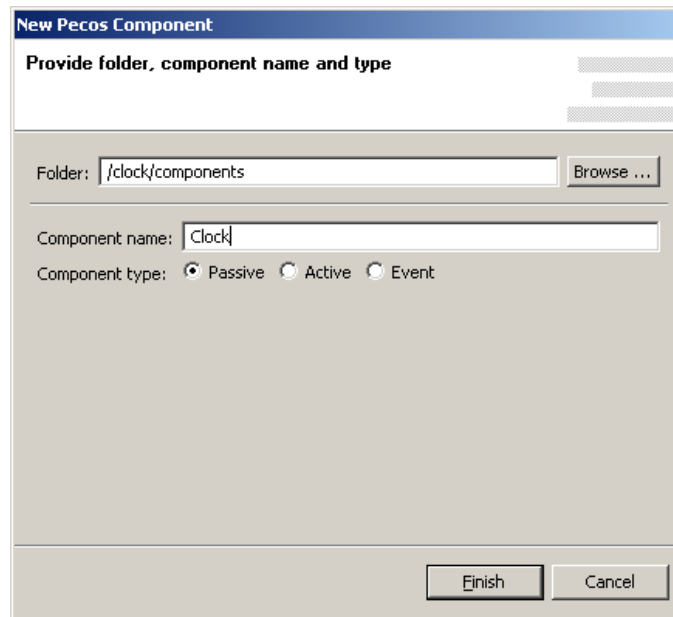 New Pecos Component
Provide folder, component name and type
Folder: /clock/components Browse ...
Component name: Clock
Component type: Passive Active Event
Finish Cancel